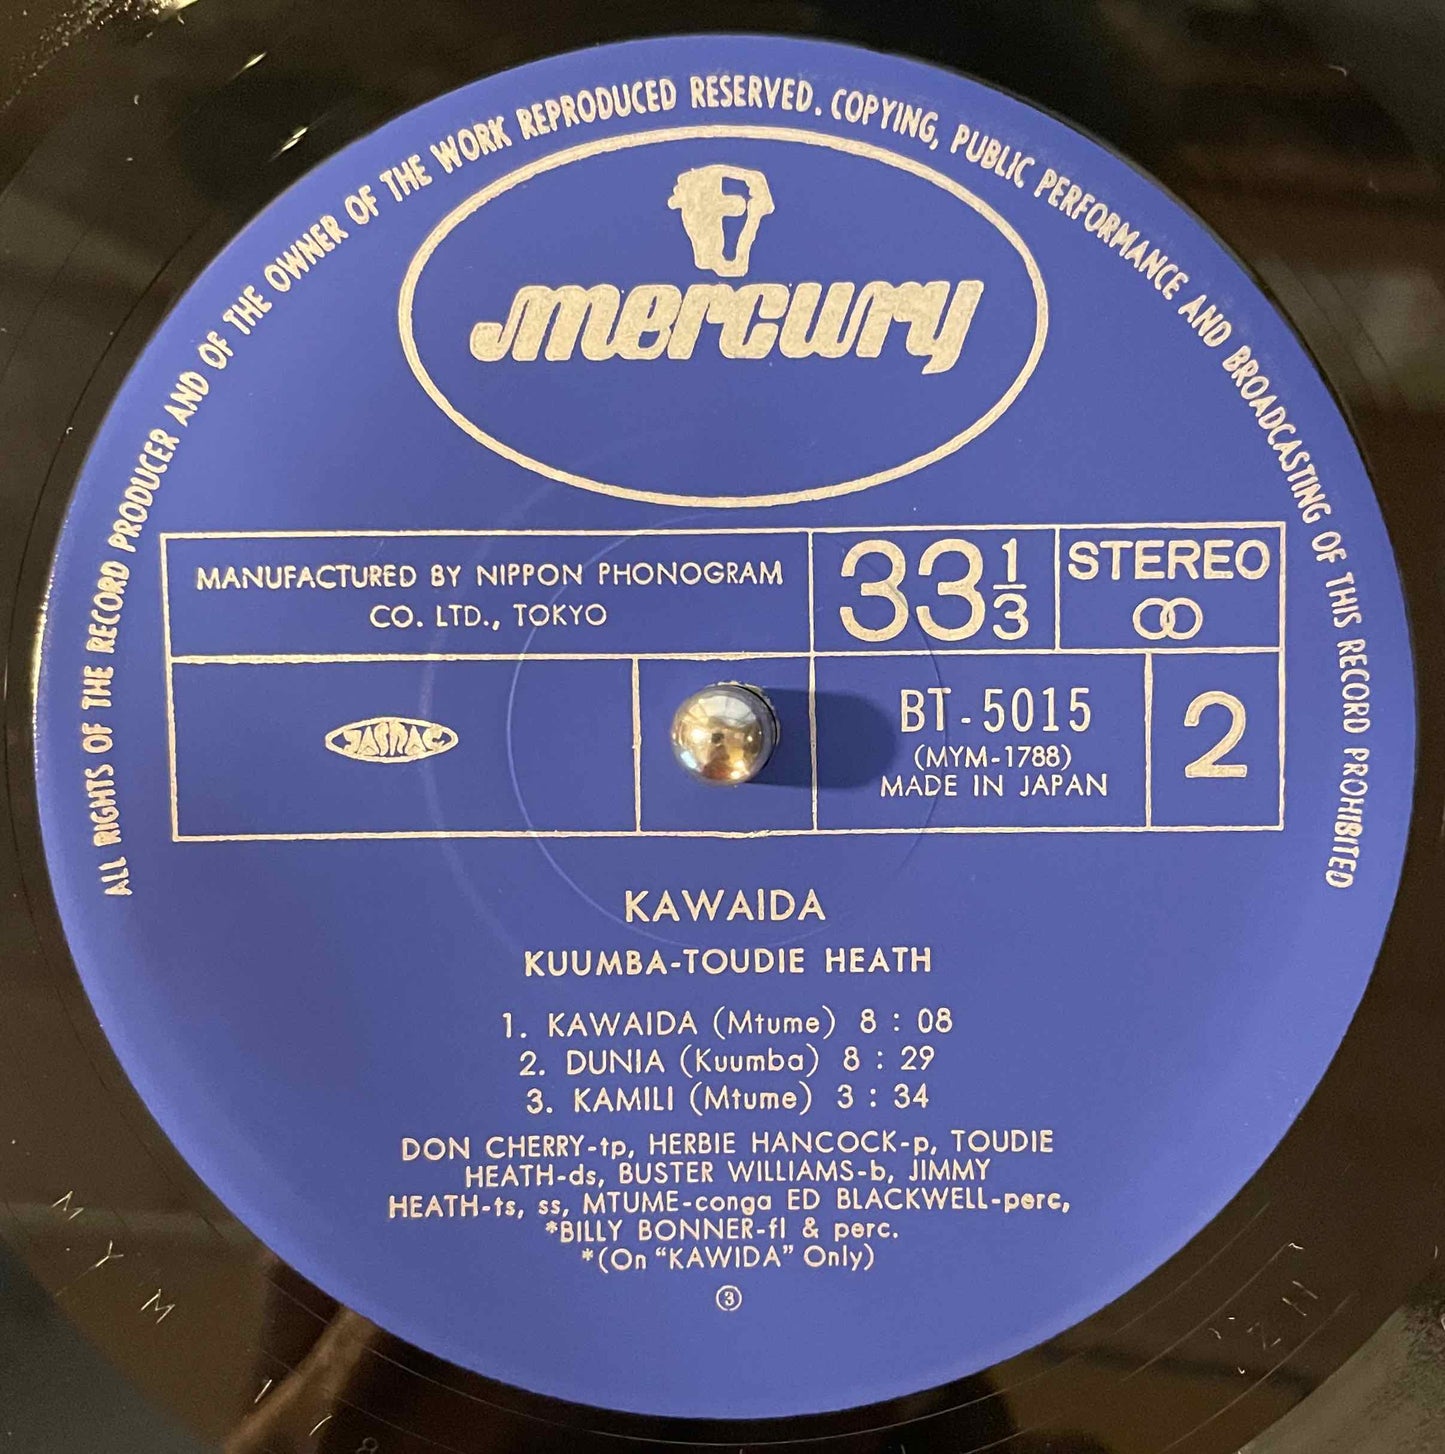 ALL RIGHTS OF THE RECORD PRODUCER AND OF THE OWNER OF THE WORK REPRODUCED RESERVED. COPYING, PUBLIC PERFORMANCE AND BROADCASTING OF THIS RECORD PROHIBITED
mercury
MANUFACTURED BY NIPPON PHONOGRAM
CO. LTD., TOKYO
33 1/3
STEREO
JASRAC
BT-5015
(MYM-1788)
MADE IN JAPAN
2
KAWAIDA
KUUMBA-TOUDIE HEATH
1. KAWAIDA (Mtume) 8 : 08
2. DUNIA (Kuumba) 8 : 29
3. KAMILI (Mtume) 3 : 34
DON CHERRY-tp, HERBIE HANCOCK-p, TOUDIE
HEATH-ds, BUSTER WILLIAMS-b, JIMMY
HEATH-ts, ss, MTUME-conga ED BLACKWELL-perc,
*BILLY BONNER-fl & perc.
*(On “KAWIDA” Only)
③
M Y M